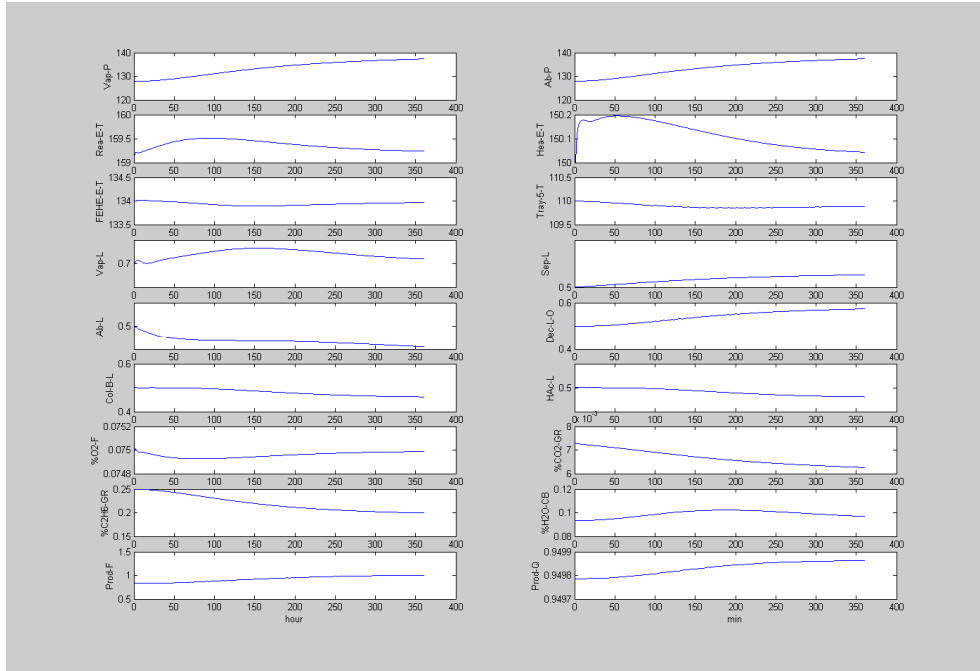 140
130
120
Vap-P
0 50 100 150 200 250 300 350 400
160
159.5
159
Rea-E-T
0 50 100 150 200 250 300 350 400
134.5
134
133.5
FEHE-E-T
0 50 100 150 200 250 300 350 400
0.7
Vap-L
0 50 100 150 200 250 300 350 400
0.5
Ab-L
0 50 100 150 200 250 300 350 400
0.6
0.4
Col-B-L
0 50 100 150 200 250 300 350 400
0.0752
0.075
0.0748
%O2-F
0 50 100 150 200 250 300 350 400
0.25
0.2
0.15
%C2H6-GR
0 50 100 150 200 250 300 350 400
1.5
1
0.5
Prod-F
0 50 100 150 200 250 300 350 400
hour
140
130
120
Ab-P
0 50 100 150 200 250 300 350 400
150.2
150.1
150
Hea-E-T
0 50 100 150 200 250 300 350 400
110.5
110
109.5
Tray-5-T
0 50 100 150 200 250 300 350 400
0.5
Sep-L
0 50 100 150 200 250 300 350 400
0.6
0.4
Dec-L-O
0 50 100 150 200 250 300 350 400
0.5
HAc-L
0 50 100 150 200 250 300 350 400
x 10-3
8
7
6
%CO2-GR
0 50 100 150 200 250 300 350 400
0.12
0.1
0.08
%H2O-CB
0 50 100 150 200 250 300 350 400
0.9499
0.9498
0.9497
Prod-Q
0 50 100 150 200 250 300 350 400
min